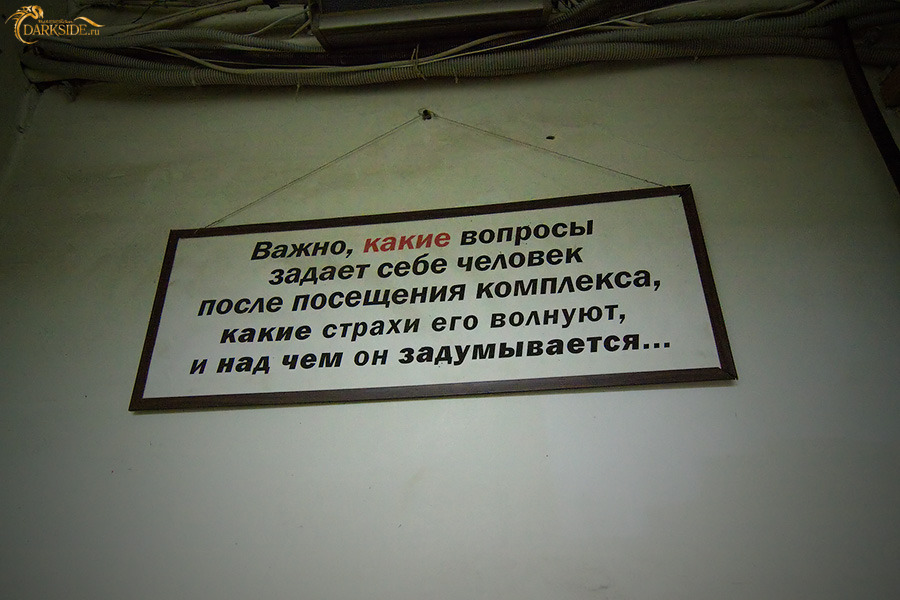 DARKSIDE.ru
Важно, какие вопросы
задает себе человек
после посещения комплекса,
какие страхи его волнуют,
и над чем он задумывается...